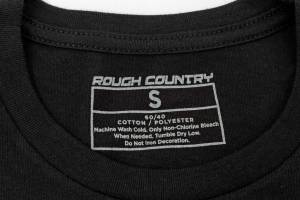 ROUGH COUNTRY
S
60/40
COTTON / POLYESTER
Machine Wash Cold, Only Non-Chlorine Bleach
When Needed, Tumble Dry Low.
Do Not Iron Decoration.